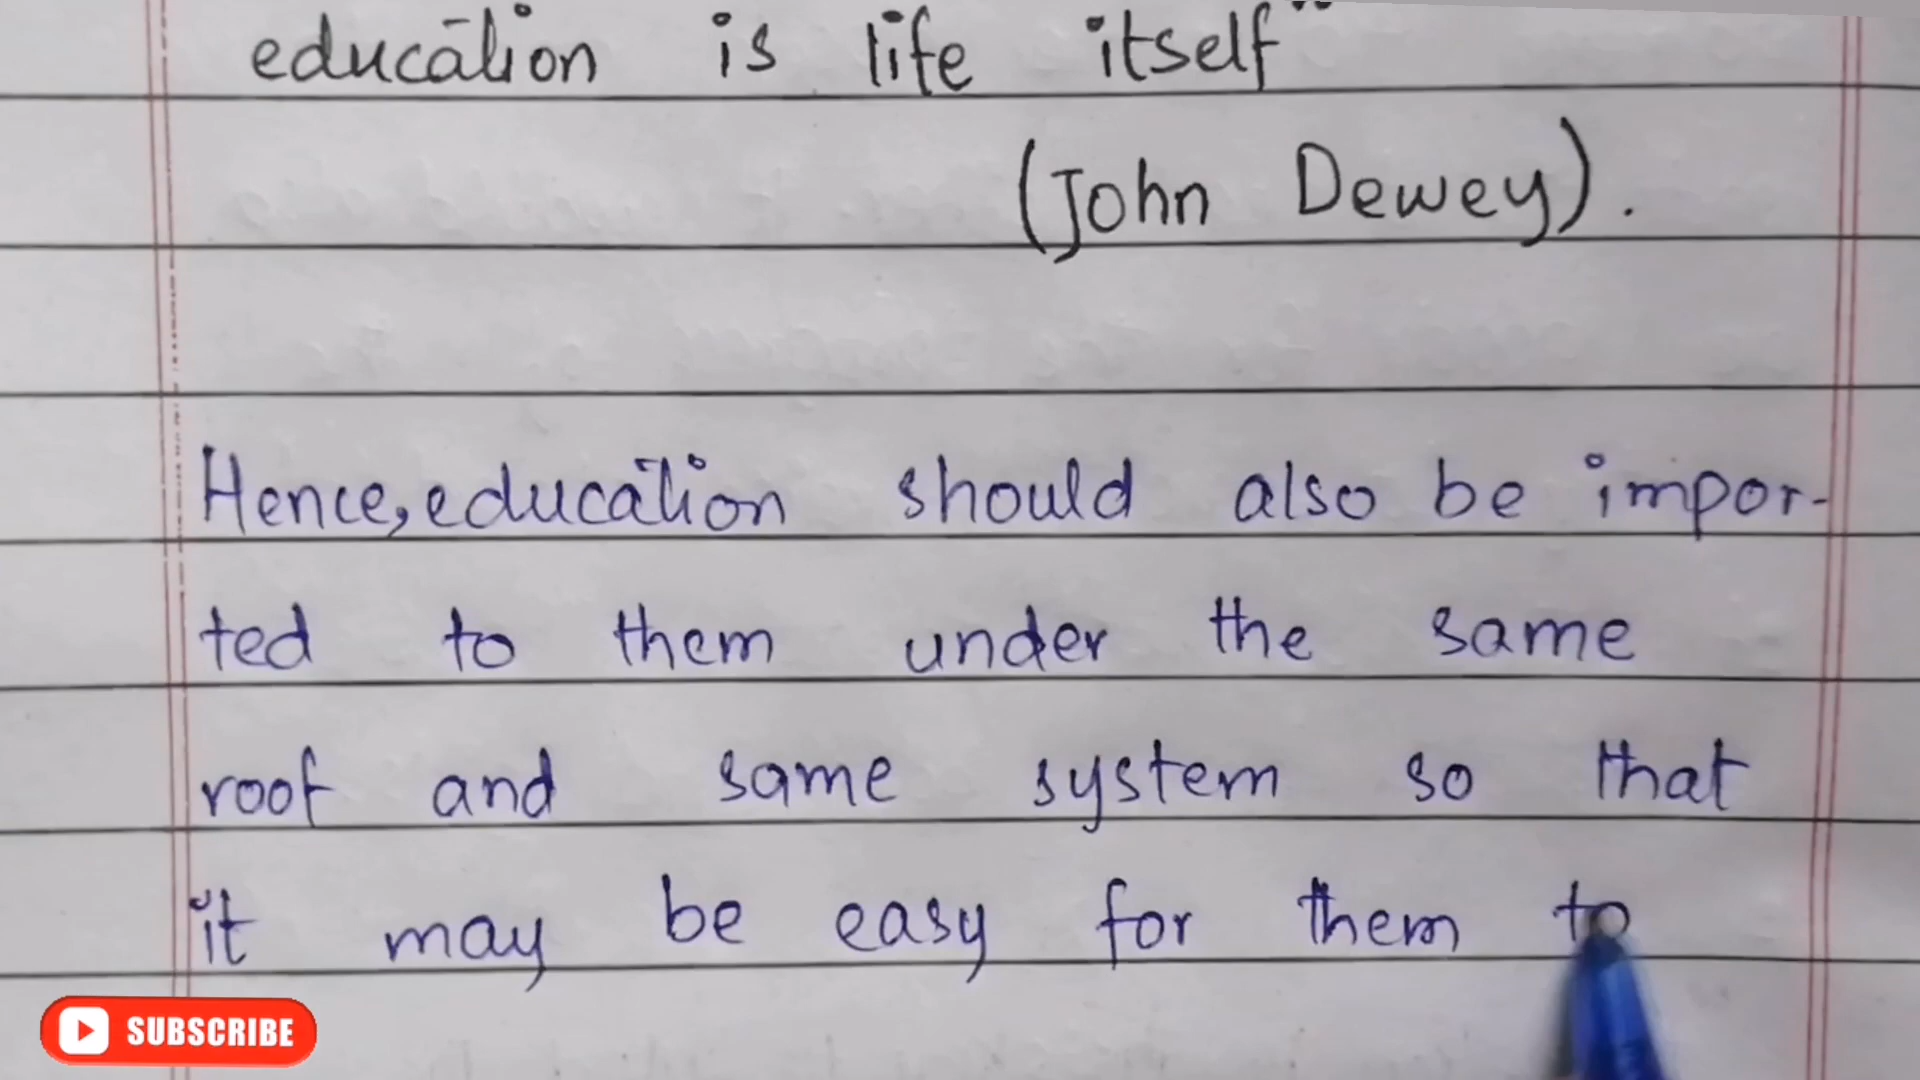 education is life itself"
(John Dewey).
Hence, education should also be impor-
ted to them under the same
roof and same system so that
it may be easy for them to
SUBSCRIBE